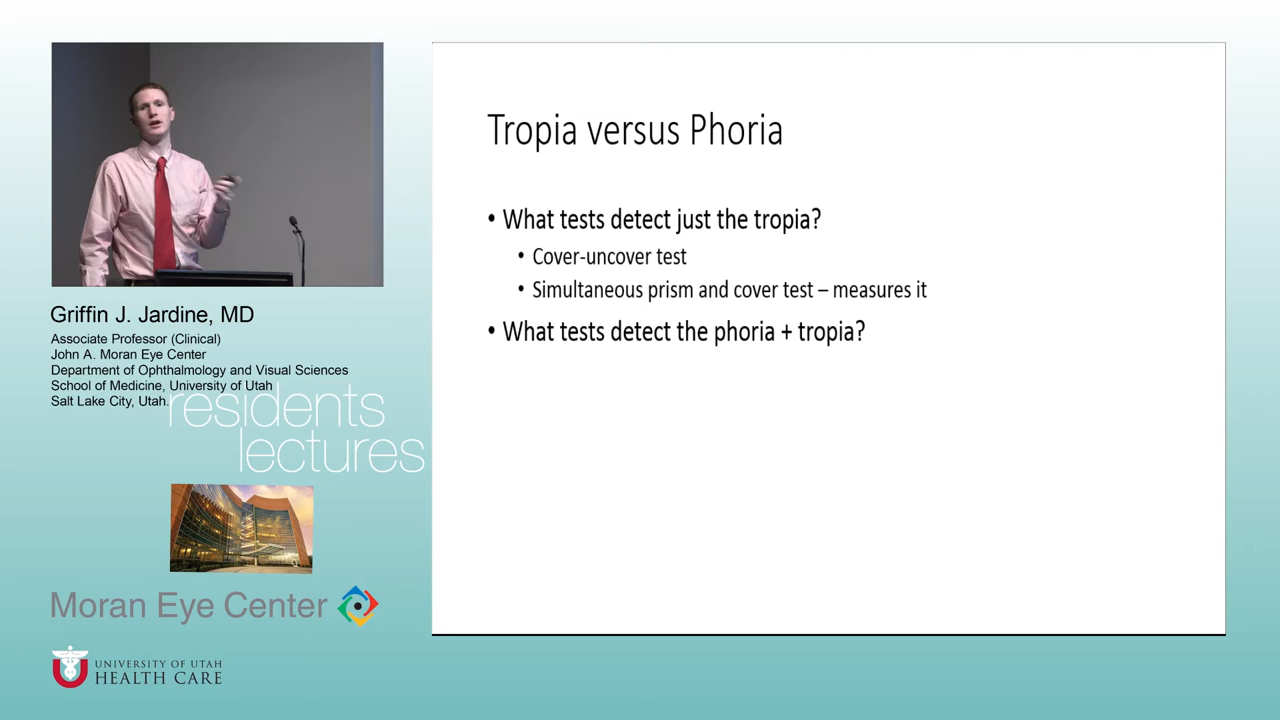 Tropia versus Phoria
• What tests detect just the tropia?
• Cover-uncover test
• Simultaneous prism and cover test – measures it
• What tests detect the phoria + tropia?
Griffin J. Jardine, MD
Associate Professor (Clinical)
John A. Moran Eye Center
Department of Ophthalmology and Visual Sciences
School of Medicine, University of Utah
Salt Lake City, Utah.
residents
lectures
Moran Eye Center
UNIVERSITY OF UTAH
HEALTH CARE